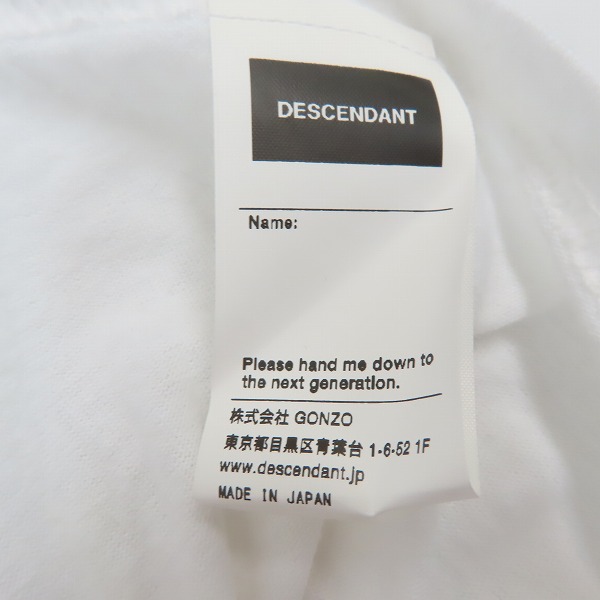 DESCENDANT
Name:
Please hand me down to
the next generation.
株式会社 GONZO
東京都目黒区青葉台 1-6-52 1F
www.descendant.jp
MADE IN JAPAN